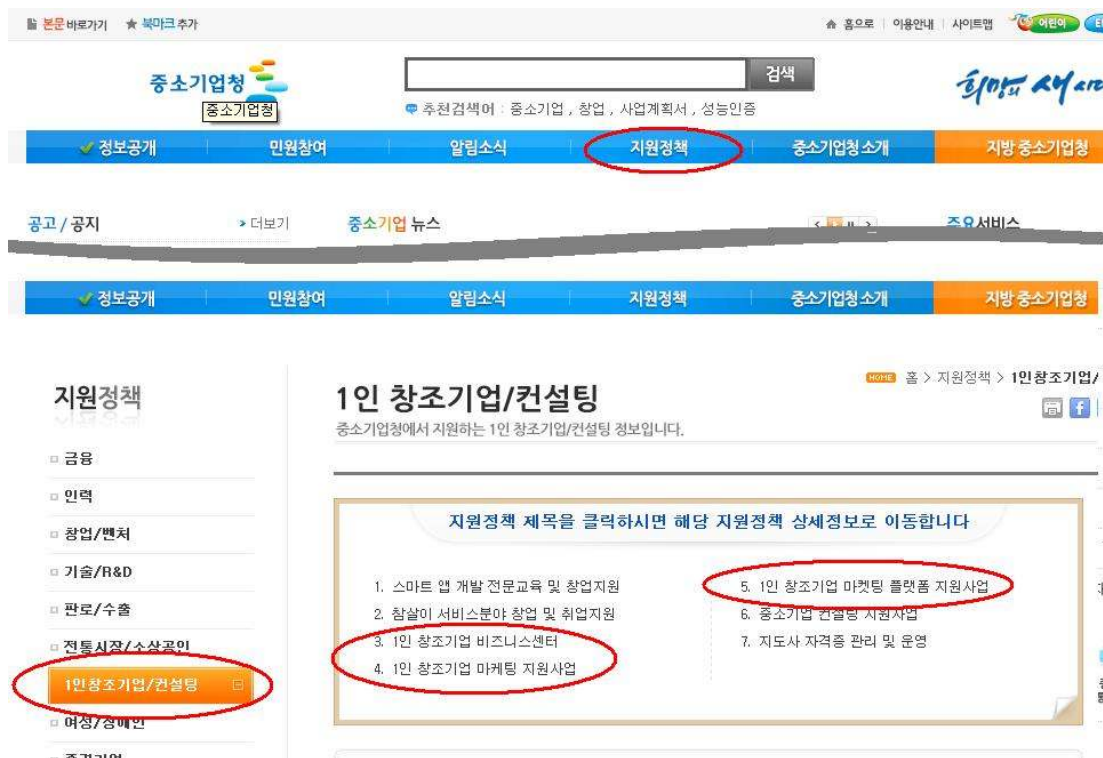 본문 바로가기 ★ 북마크 추가
홈으로 이용안내 사이트맵 어린이
중소기업청
검색
중소기업청
추천검색어 : 중소기업 , 창업 , 사업계획서 , 성능인증
희망의 새
정보공개 민원참여 알림소식 지원정책 중소기업청 소개 지방 중소기업청
공고 / 공지 > 더보기 중소기업 뉴스 주요서비스
정보공개 민원참여 알림소식 지원정책 중소기업청 소개 지방 중소기업청
HOME 홈 > 지원정책 > 1인창조기업/
지원정책
1인 창조기업/컨설팅
중소기업청에서 지원하는 1인 창조기업/컨설팅 정보입니다.
금융
인력
창업/벤처
기술/R&D
판로/수출
전통시장/소상공인
1인창조기업/컨설팅
여성/장애인
지원정책 제목을 클릭하시면 해당 지원정책 상세정보로 이동합니다
1. 스마트 앱 개발 전문교육 및 창업지원
2. 참살이 서비스분야 창업 및 취업지원
3. 1인 창조기업 비즈니스센터
4. 1인 창조기업 마케팅 지원사업
5. 1인 창조기업 마켓팅 플랫폼 지원사업
6. 중소기업 컨설팅 지원사업
7. 지도사 자격증 관리 및 운영